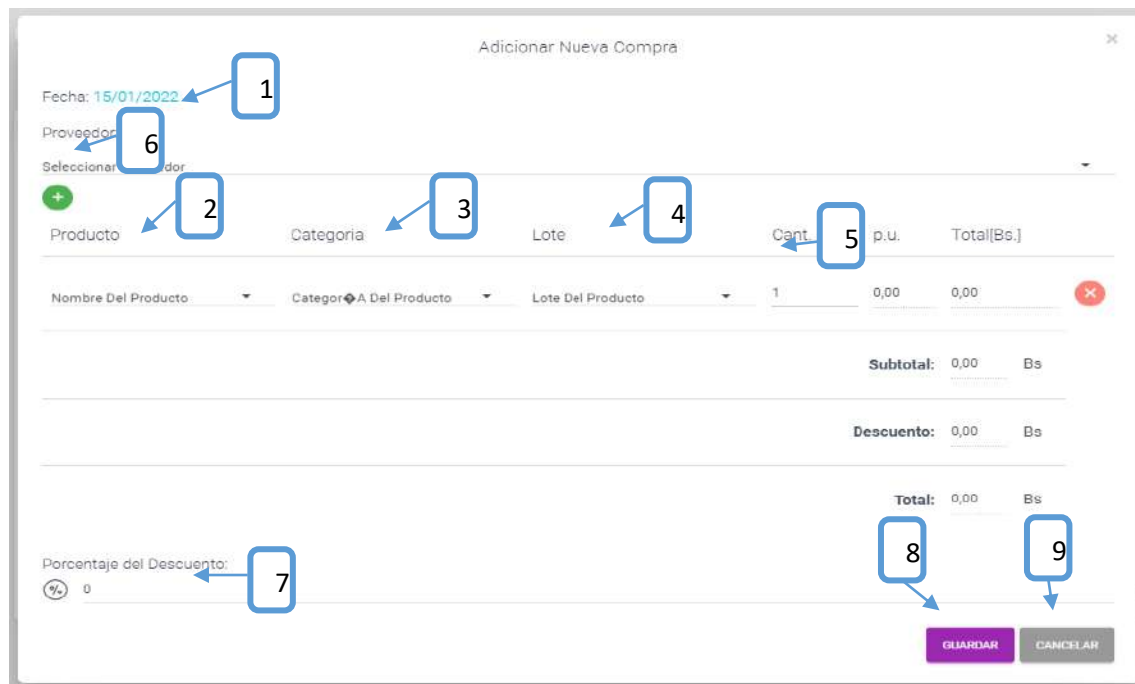 Adicionar Nueva Compra ×
1
Fecha: 15/01/2022
Proveedor
6
Seleccionar dor
+
2 3 4
Producto Categoria Lote Cant. 5 p.u. Total[Bs.]
Nombre Del Producto Categor�A Del Producto Lote Del Producto 1 0,00 0,00 ×
Subtotal: 0,00 Bs
Descuento: 0,00 Bs
Total: 0,00 Bs
8 9
Porcentaje del Descuento:
7
% 0
GUARDAR CANCELAR